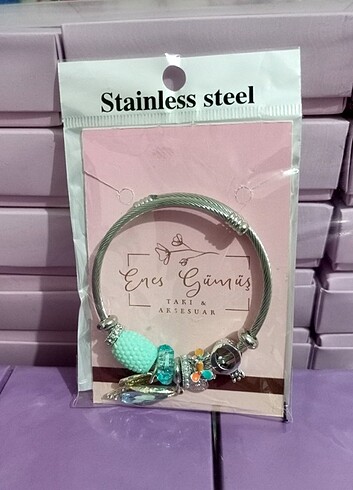 Stainless steel
Enes Gümüş
TAKI &
AKSESUAR